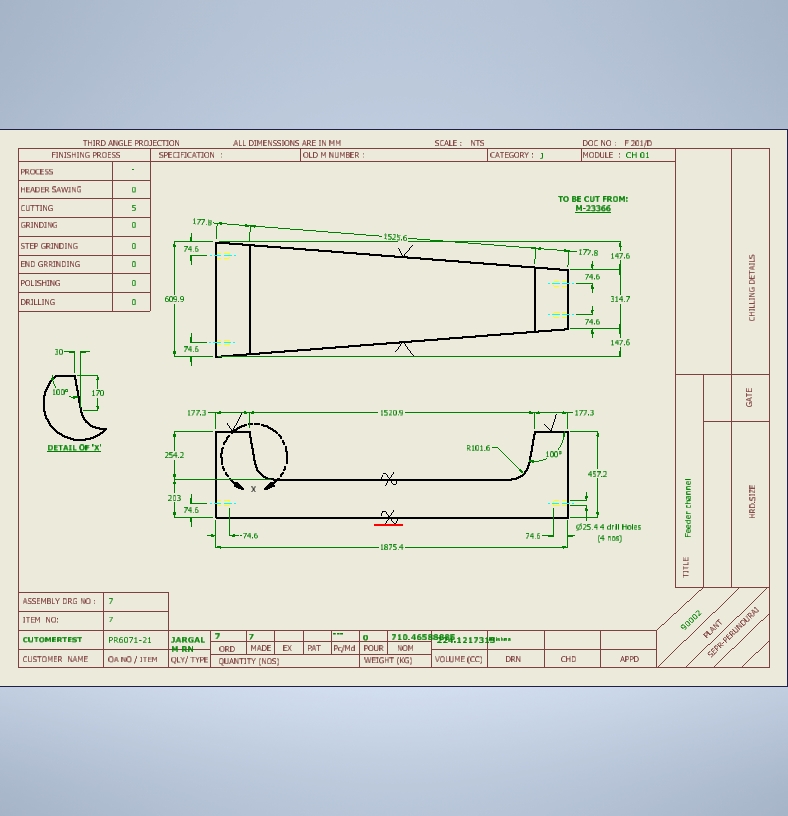 THIRD ANGLE PROJECTION ALL DIMENSSIONS ARE IN MM SCALE : NTS DOC NO : F 201/D
FINISHING PROESS SPECIFICATION : OLD M NUMBER : CATEGORY : J MODULE : CH 01
PROCESS -
HEADER SAWING 0
CUTTING 5
GRINDING 0
STEP GRINDING 0
END GRRINDING 0
POLISHING 0
DRILLING 0
TO BE CUT FROM:
M-23366
177.8
74.6
177.8
147.6
74.6
609.9
314.7
74.6
74.6
147.6
30
100°
170
DETAIL OF 'X'
177.3 1520.9 177.3
254.2
R101.6
100°
457.2
X
203
74.6
74.6
74.6
Ø25.4 4 drill Holes
(4 nos)
1875.4
CHILLING DETAILS
GATE
HRD.SIZE
TITLE Feeder channel
90002
PLANT
SEPR-PERUNDURAI
ASSEMBLY DRG NO : 7
ITEM NO: 7
CUTOMERTEST PR6071-21 JARGAL
M RN
7 7 --- 0
ORD MADE EX PAT Pc/Md POUR NOM
CUSTOMER NAME OA NO / ITEM QLY/ TYPE QUANTITY (NOS) WEIGHT (KG) VOLUME (CC) DRN CHD APPD